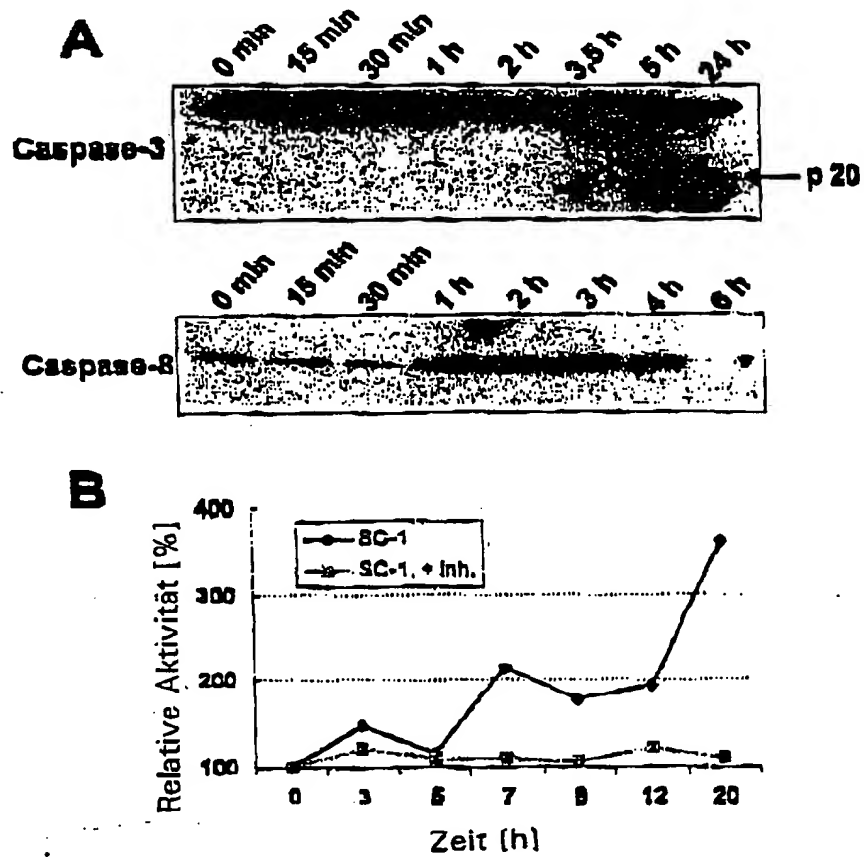 A
0 min 15 min 30 min 1 h 2 h 3,5 h 5 h 24 h
Caspase-3
p 20
0 min 15 min 30 min 1 h 2 h 3 h 4 h 6 h
Caspase-8
B
400
SC-1
SC-1, + Inh.
300
200
100
Relative Aktivität [%]
0 3 5 7 9 12 20
Zeit [h]